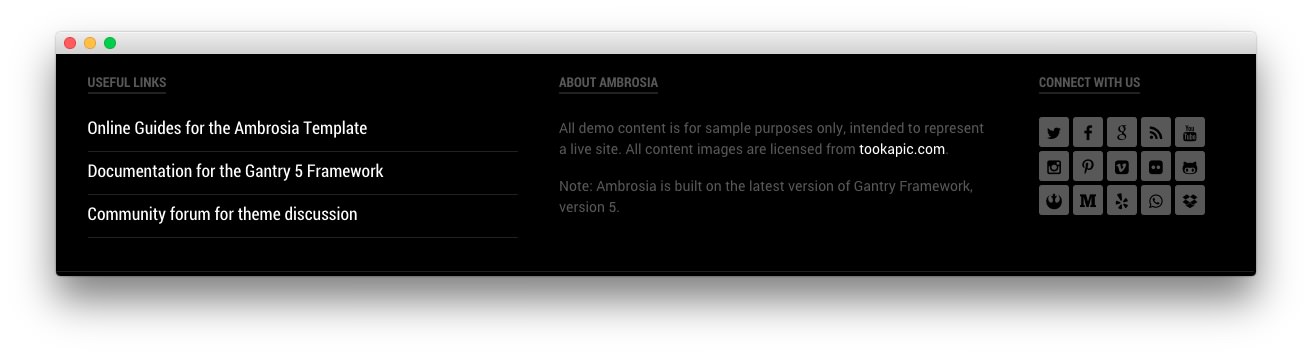 USEFUL LINKS
Online Guides for the Ambrosia Template
Documentation for the Gantry 5 Framework
Community forum for theme discussion
ABOUT AMBROSIA
All demo content is for sample purposes only, intended to represent
a live site. All content images are licensed from tookapic.com.
Note: Ambrosia is built on the latest version of Gantry Framework,
version 5.
CONNECT WITH US
You
Tube